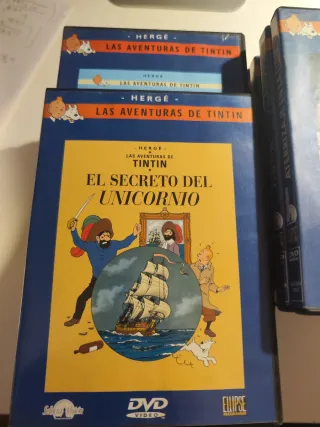 - HERGÉ -
LAS AVENTURAS DE TINTIN
HERGÉ
LAS AVENTURAS DE TINTIN
- HERGÉ -
LAS AVENTURAS DE TINTIN
- HERGÉ -
LAS AVENTURAS DE
TINTIN
EL SECRETO DEL
UNICORNIO
DVD
VIDEO
ELLIPSE
DVD